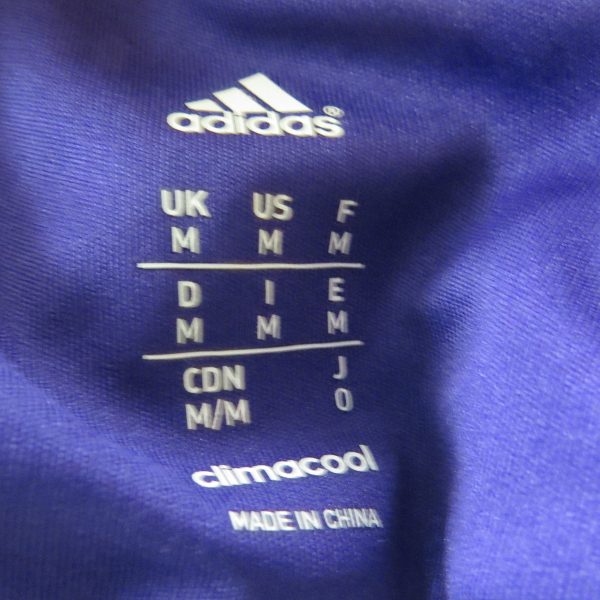 adidas®
UK US F
M M M
D I E
M M M
CDN J
M/M O
climacool
MADE IN CHINA